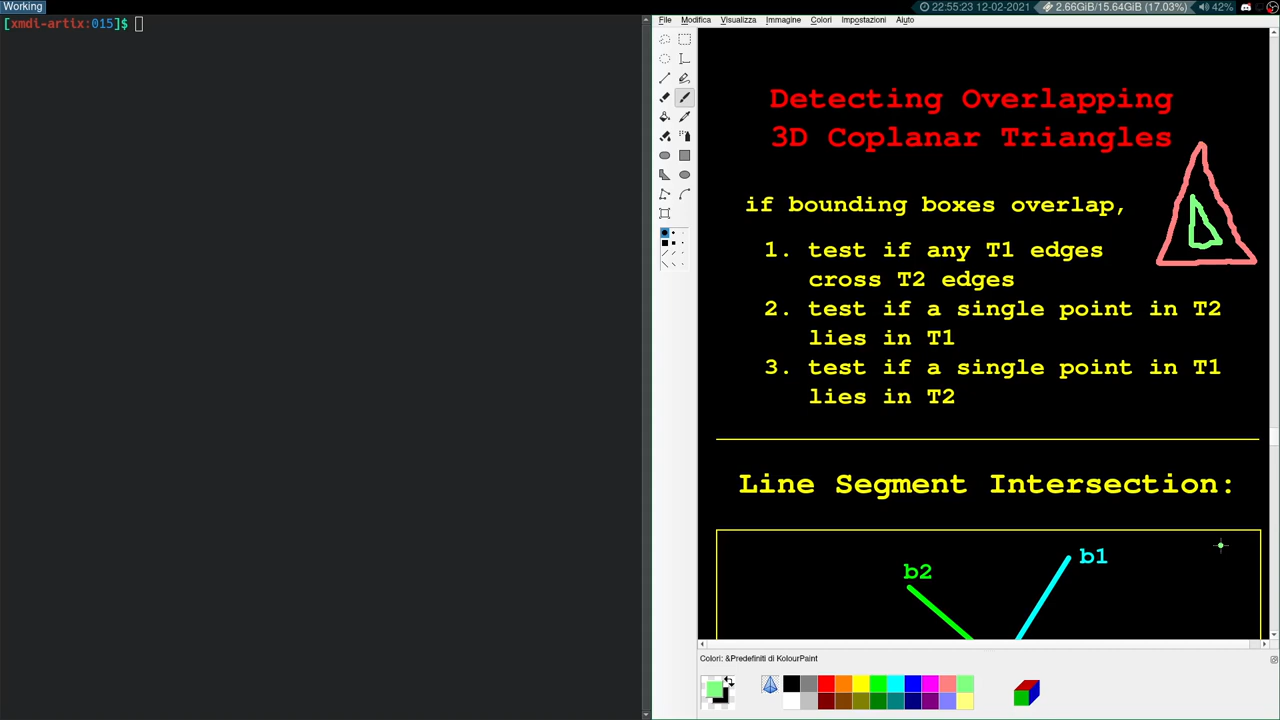 Working
22:55:23 12-02-2021
2.66GiB/15.64GiB (17.03%)
42%
[xmdi-artix:015]$
File Modifica Visualizza Immagine Colori Impostazioni Aiuto
Detecting Overlapping
3D Coplanar Triangles
if bounding boxes overlap,
1. test if any T1 edges
cross T2 edges
2. test if a single point in T2
lies in T1
3. test if a single point in T1
lies in T2
Line Segment Intersection:
b1
b2
Colori: &Predefiniti di KolourPaint